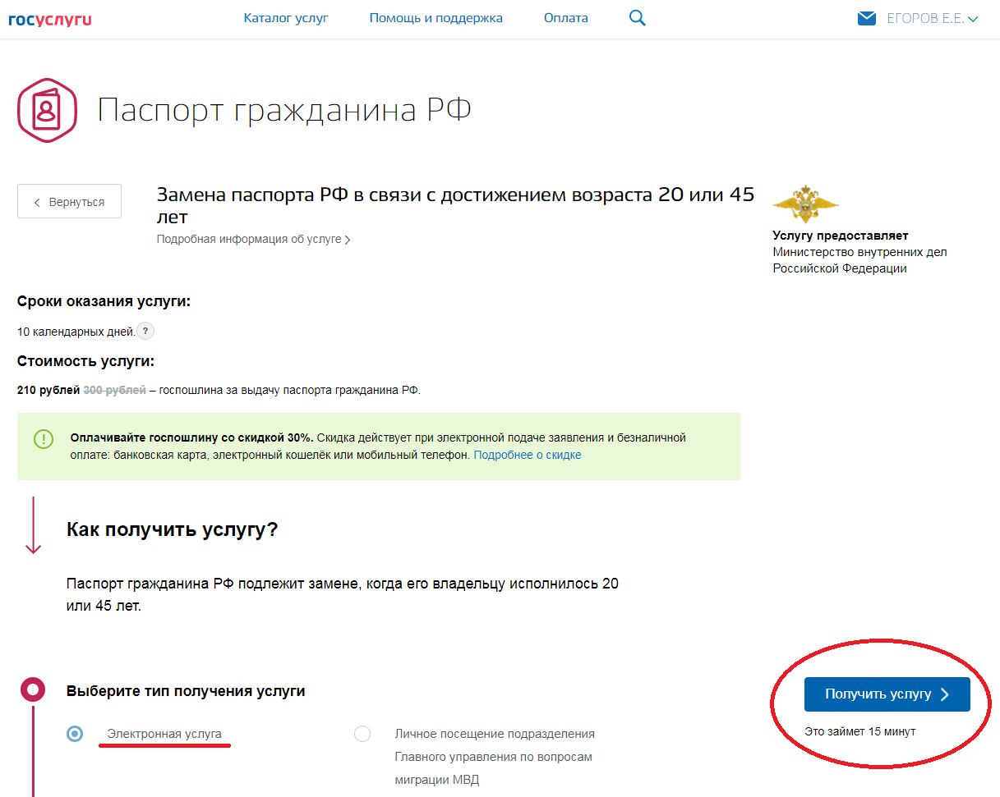 госуслуги
Каталог услуг
Помощь и поддержка
Оплата
ЕГОРОВ Е.Е.
Паспорт гражданина РФ
Вернуться
Замена паспорта РФ в связи с достижением возраста 20 или 45
лет
Подробная информация об услуге
Услугу предоставляет
Министерство внутренних дел
Российской Федерации
Сроки оказания услуги:
10 календарных дней. ?
Стоимость услуги:
210 рублей 300 рублей – госпошлина за выдачу паспорта гражданина РФ.
Оплачивайте госпошлину со скидкой 30%. Скидка действует при электронной подаче заявления и безналичной
оплате: банковская карта, электронный кошелёк или мобильный телефон. Подробнее о скидке
Как получить услугу?
Паспорт гражданина РФ подлежит замене, когда его владельцу исполнилось 20
или 45 лет.
Выберите тип получения услуги
Электронная услуга
Личное посещение подразделения
Главного управления по вопросам
миграции МВД
Получить услугу
Это займет 15 минут